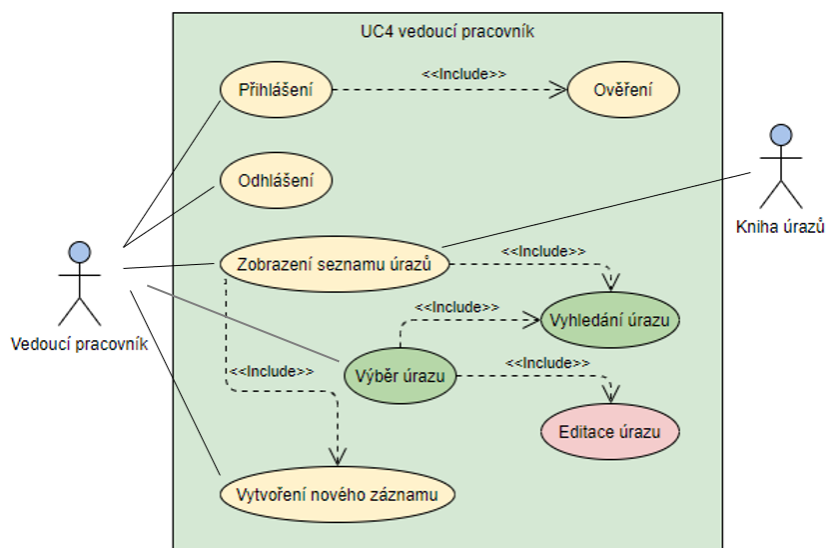 UC4 vedoucí pracovník
Přihlášení
<<Include>>
Ověření
Odhlášení
Kniha úrazů
Zobrazení seznamu úrazů
<<Include>>
<<Include>>
Vyhledání úrazu
Vedoucí pracovník
<<Include>>
Výběr úrazu
<<Include>>
Editace úrazu
Vytvoření nového záznamu